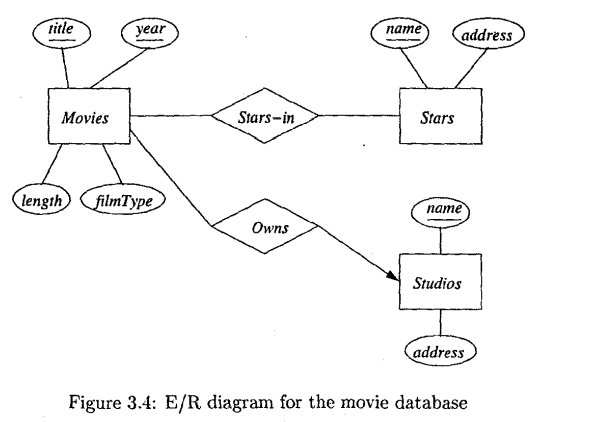 title
year
name
address
Movies
Stars-in
Stars
length
filmType
Owns
name
Studios
address
Figure 3.4: E/R diagram for the movie database